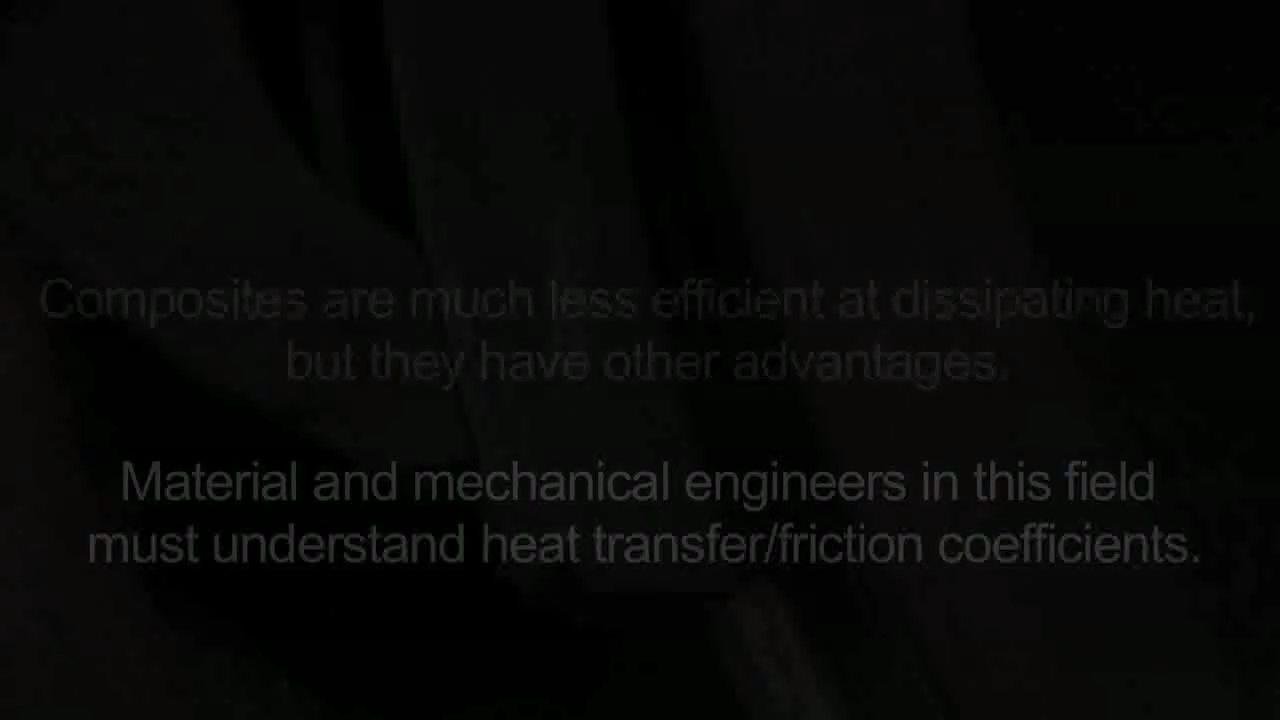 Composites are much less efficient at dissipating heat,
but they have other advantages.
Material and mechanical engineers in this field
must understand heat transfer/friction coefficients.